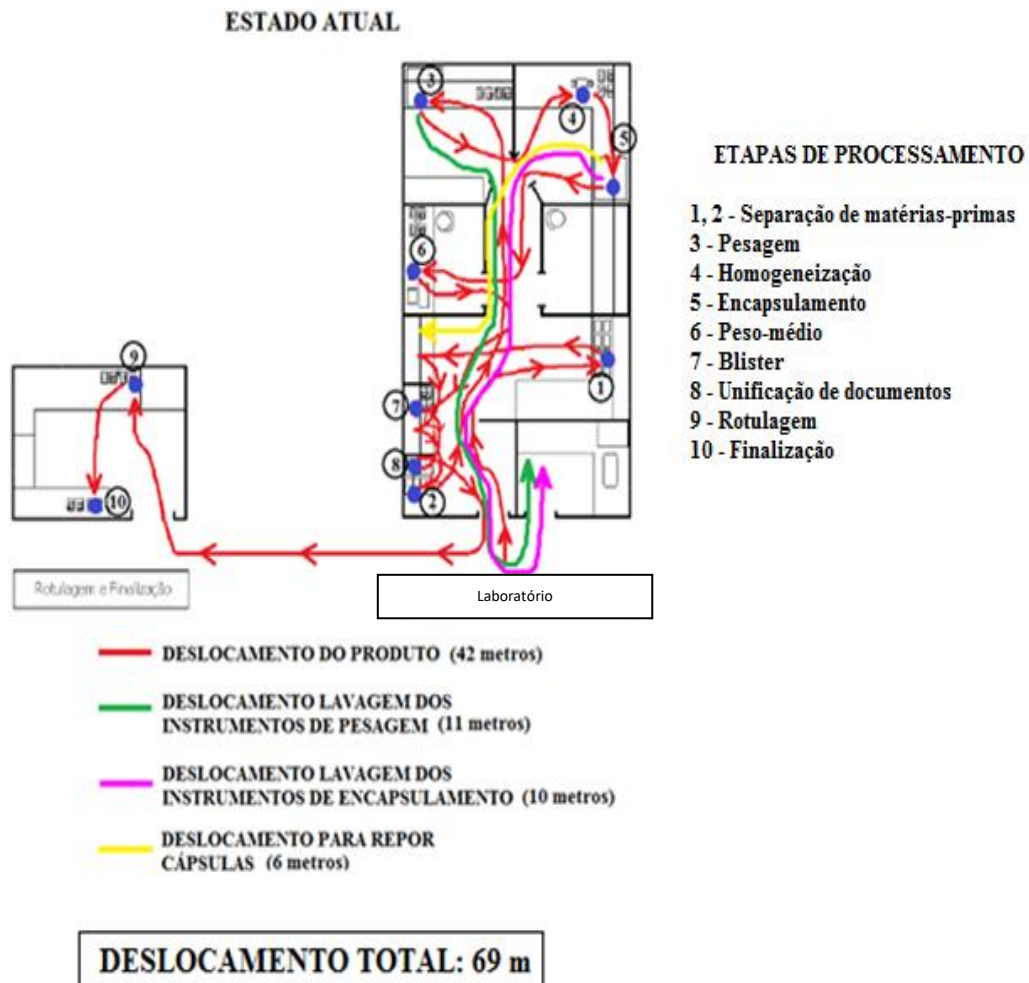 ESTADO ATUAL
3
4
5
6
7
8
2
1
9
10
ETAPAS DE PROCESSAMENTO
1, 2 - Separação de matérias-primas
3 - Pesagem
4 - Homogeneização
5 - Encapsulamento
6 - Peso-médio
7 - Blister
8 - Unificação de documentos
9 - Rotulagem
10 - Finalização
Rotulagem e Finalização
Laboratório
DESLOCAMENTO DO PRODUTO (42 metros)
DESLOCAMENTO LAVAGEM DOS
INSTRUMENTOS DE PESAGEM (11 metros)
DESLOCAMENTO LAVAGEM DOS
INSTRUMENTOS DE ENCAPSULAMENTO (10 metros)
DESLOCAMENTO PARA REPOR
CÁPSULAS (6 metros)
DESLOCAMENTO TOTAL: 69 m